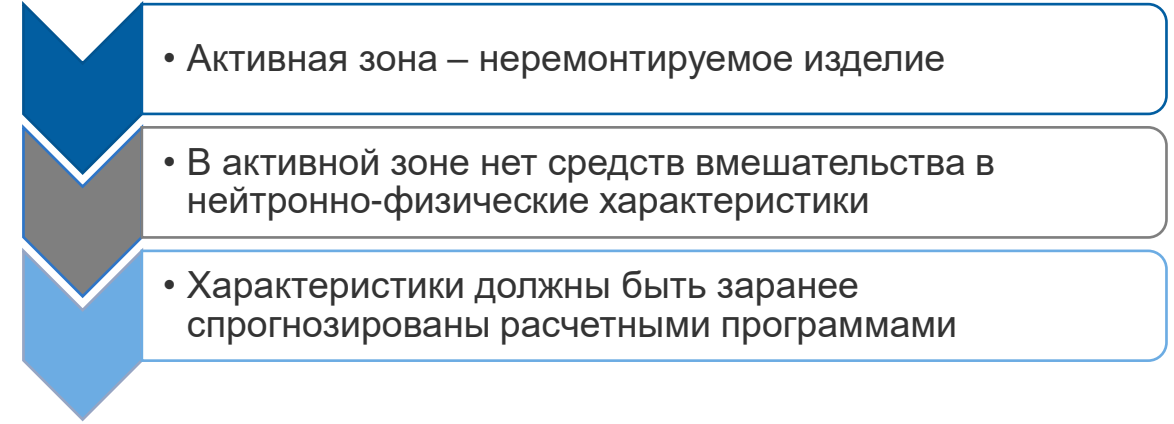 • Активная зона – неремонтируемое изделие
• В активной зоне нет средств вмешательства в
нейтронно-физические характеристики
• Характеристики должны быть заранее
спрогнозированы расчетными программами